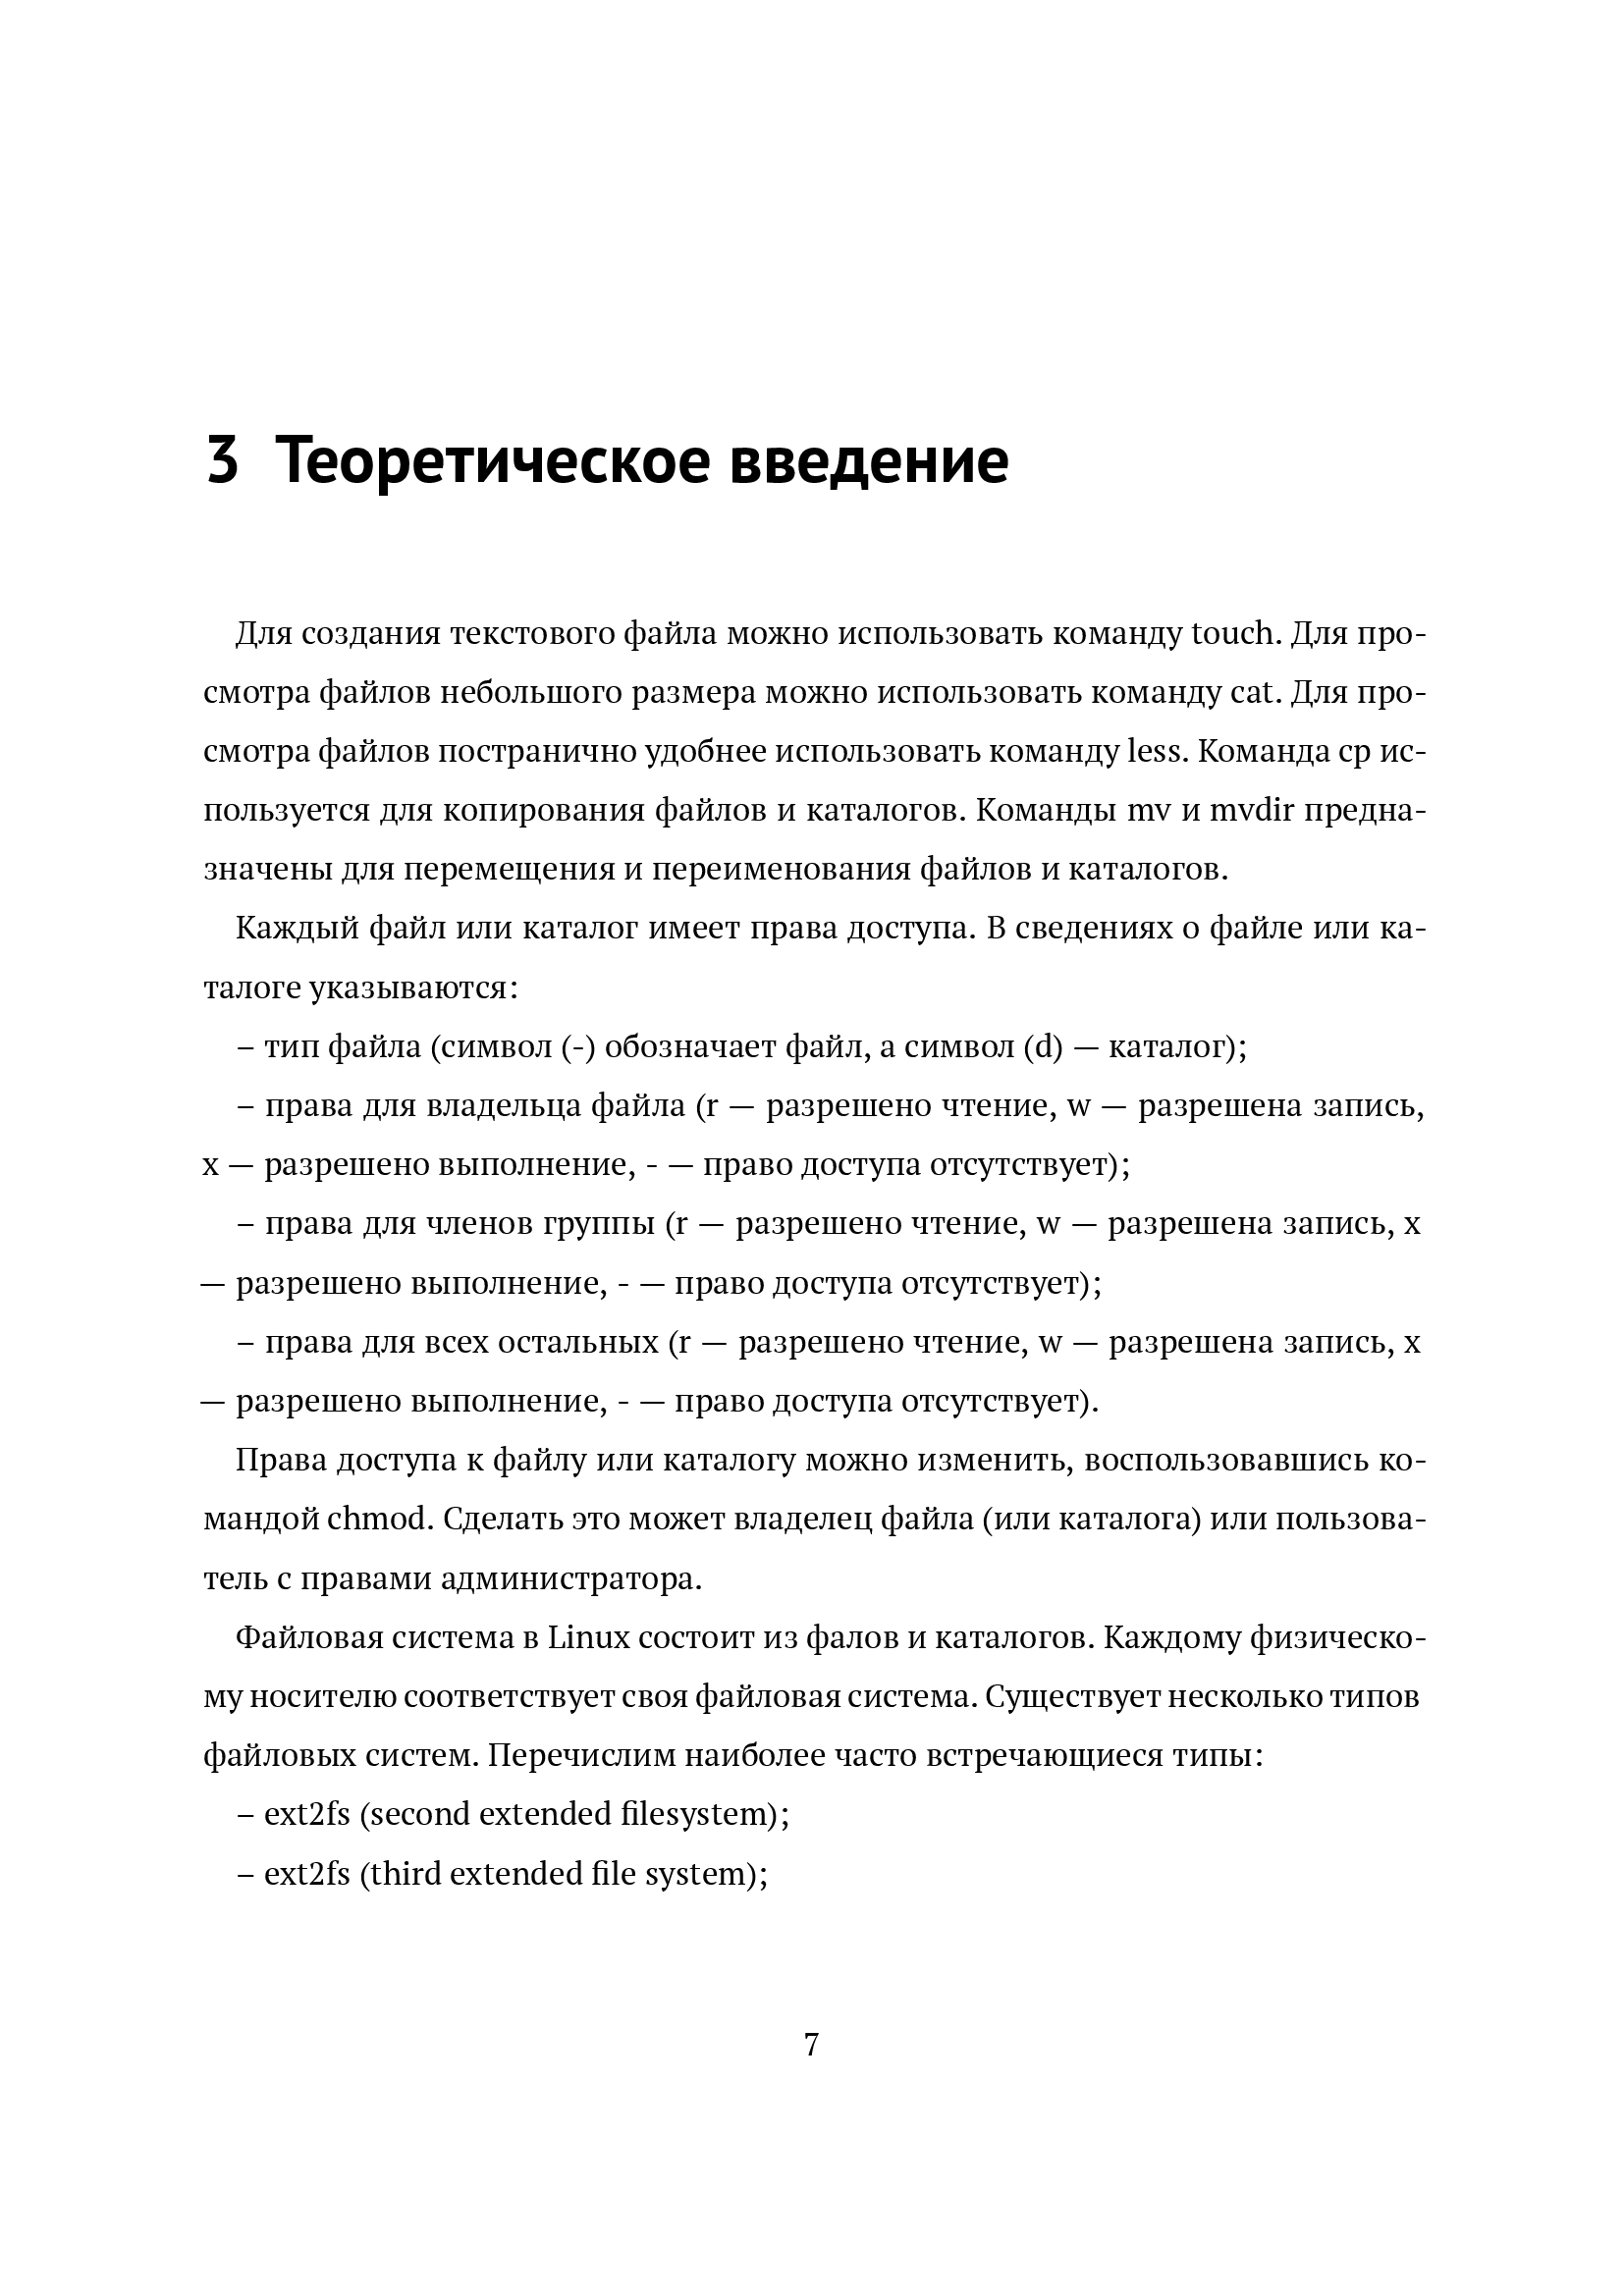 3 Теоретическое введение
Для создания текстового файла можно использовать команду touch. Для про-
смотра файлов небольшого размера можно использовать команду cat. Для про-
смотра файлов постранично удобнее использовать команду less. Команда cp ис-
пользуется для копирования файлов и каталогов. Команды mv и mvdir предна-
значены для перемещения и переименования файлов и каталогов.
Каждый файл или каталог имеет права доступа. В сведениях о файле или ка-
талоге указываются:
– тип файла (символ (-) обозначает файл, а символ (d) — каталог);
– права для владельца файла (r — разрешено чтение, w — разрешена запись,
x — разрешено выполнение, - — право доступа отсутствует);
– права для членов группы (r — разрешено чтение, w — разрешена запись, x
— разрешено выполнение, - — право доступа отсутствует);
– права для всех остальных (r — разрешено чтение, w — разрешена запись, x
— разрешено выполнение, - — право доступа отсутствует).
Права доступа к файлу или каталогу можно изменить, воспользовавшись ко-
мандой chmod. Сделать это может владелец файла (или каталога) или пользова-
тель с правами администратора.
Файловая система в Linux состоит из фалов и каталогов. Каждому физическо-
му носителю соответствует своя файловая система. Существует несколько типов
файловых систем. Перечислим наиболее часто встречающиеся типы:
– ext2fs (second extended filesystem);
– ext2fs (third extended file system);
7